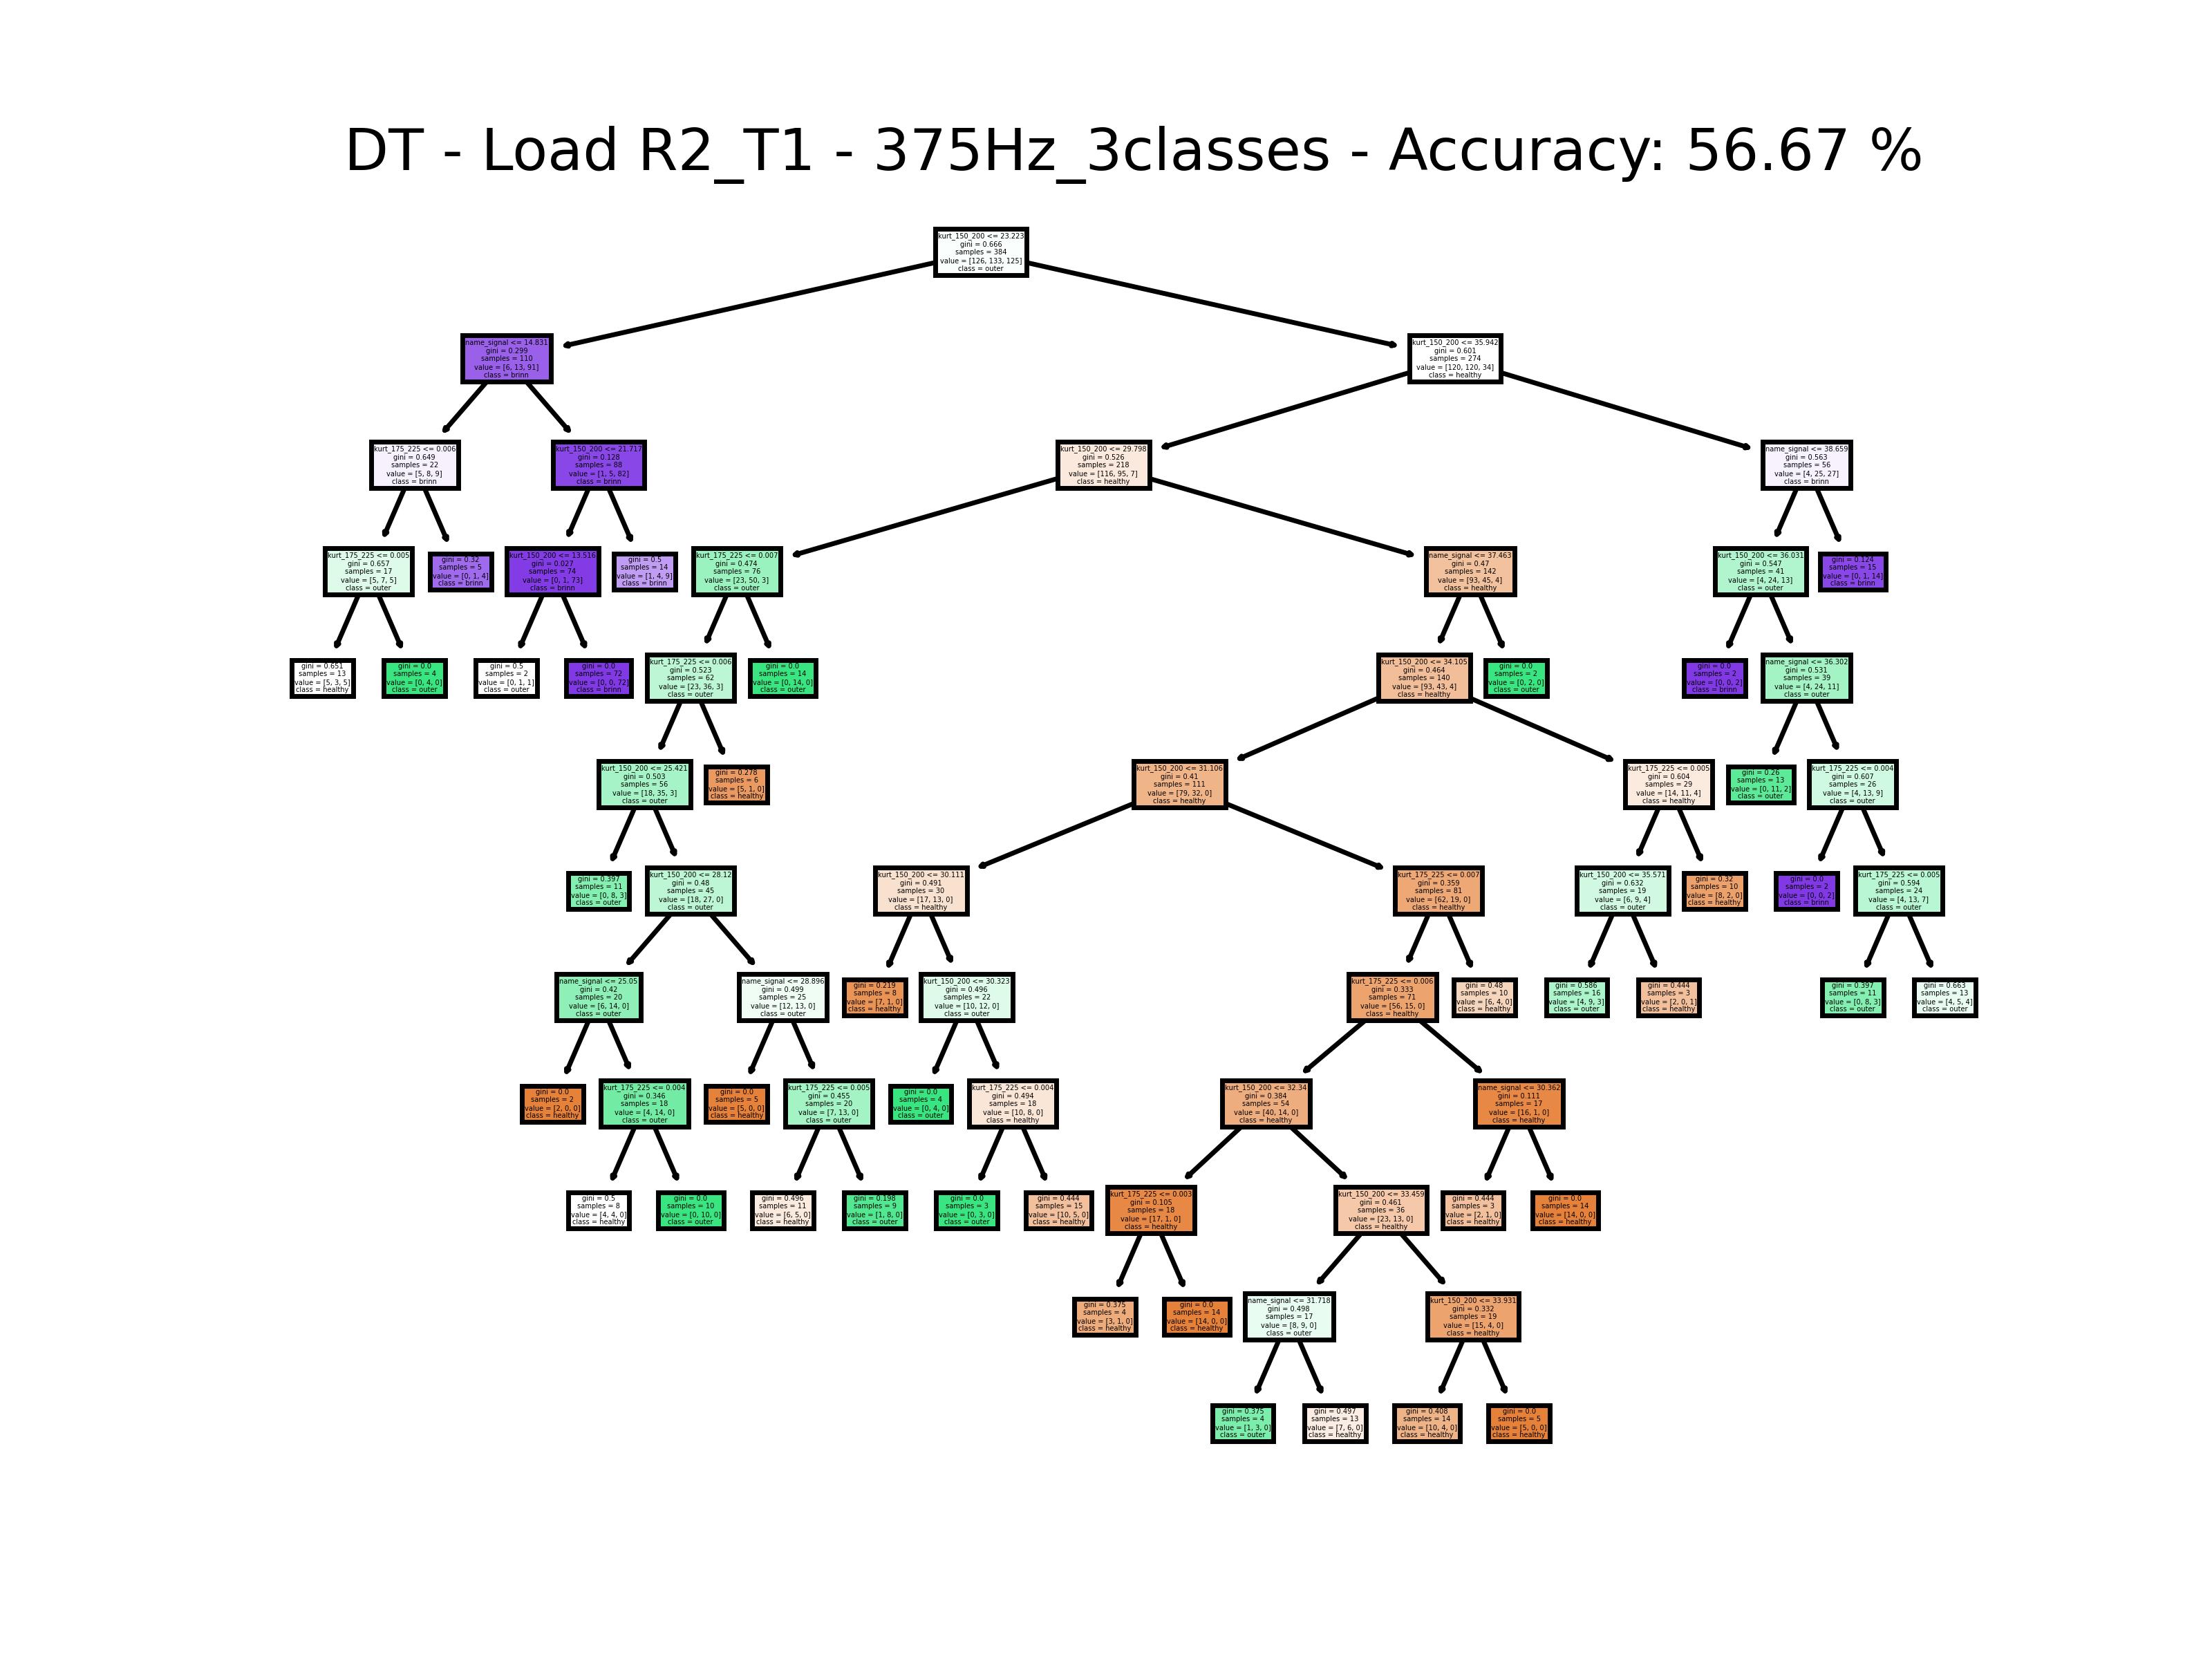 DT - Load R2_T1 - 375Hz_3classes - Accuracy: 56.67 %
kurt_150_200 <= 23.223
gini = 0.666
samples = 384
value = [126, 133, 125]
class = outer
name_signal <= 14.831
gini = 0.299
samples = 110
value = [6, 13, 91]
class = brinn
kurt_150_200 <= 35.942
gini = 0.601
samples = 274
value = [120, 120, 34]
class = healthy
kurt_175_225 <= 0.006
gini = 0.649
samples = 22
value = [5, 8, 9]
class = brinn
kurt_150_200 <= 21.717
gini = 0.128
samples = 88
value = [1, 5, 82]
class = brinn
kurt_150_200 <= 29.798
gini = 0.526
samples = 218
value = [116, 95, 7]
class = healthy
name_signal <= 38.659
gini = 0.563
samples = 56
value = [4, 25, 27]
class = brinn
kurt_175_225 <= 0.005
gini = 0.657
samples = 17
value = [5, 7, 5]
class = outer
gini = 0.32
samples = 5
value = [0, 1, 4]
class = brinn
kurt_150_200 <= 13.516
gini = 0.027
samples = 74
value = [0, 1, 73]
class = brinn
gini = 0.5
samples = 14
value = [1, 4, 9]
class = brinn
kurt_175_225 <= 0.007
gini = 0.474
samples = 76
value = [23, 50, 3]
class = outer
name_signal <= 37.463
gini = 0.47
samples = 142
value = [93, 45, 4]
class = healthy
kurt_150_200 <= 36.031
gini = 0.547
samples = 41
value = [4, 24, 13]
class = outer
gini = 0.124
samples = 15
value = [0, 1, 14]
class = brinn
gini = 0.651
samples = 13
value = [5, 3, 5]
class = healthy
gini = 0.0
samples = 4
value = [0, 4, 0]
class = outer
gini = 0.5
samples = 2
value = [0, 1, 1]
class = outer
gini = 0.0
samples = 72
value = [0, 0, 72]
class = brinn
kurt_175_225 <= 0.006
gini = 0.523
samples = 62
value = [23, 36, 3]
class = outer
gini = 0.0
samples = 14
value = [0, 14, 0]
class = outer
kurt_150_200 <= 34.105
gini = 0.464
samples = 140
value = [93, 43, 4]
class = healthy
gini = 0.0
samples = 2
value = [0, 2, 0]
class = outer
gini = 0.0
samples = 2
value = [0, 0, 2]
class = brinn
name_signal <= 36.302
gini = 0.531
samples = 39
value = [4, 24, 11]
class = outer
kurt_150_200 <= 25.421
gini = 0.503
samples = 56
value = [18, 35, 3]
class = outer
gini = 0.278
samples = 6
value = [5, 1, 0]
class = healthy
kurt_150_200 <= 31.106
gini = 0.41
samples = 111
value = [79, 32, 0]
class = healthy
kurt_175_225 <= 0.005
gini = 0.604
samples = 29
value = [14, 11, 4]
class = healthy
gini = 0.26
samples = 13
value = [0, 11, 2]
class = outer
kurt_175_225 <= 0.004
gini = 0.607
samples = 26
value = [4, 13, 9]
class = outer
gini = 0.397
samples = 11
value = [0, 8, 3]
class = outer
kurt_150_200 <= 28.12
gini = 0.48
samples = 45
value = [18, 27, 0]
class = outer
kurt_150_200 <= 30.111
gini = 0.491
samples = 30
value = [17, 13, 0]
class = healthy
kurt_175_225 <= 0.007
gini = 0.359
samples = 81
value = [62, 19, 0]
class = healthy
kurt_150_200 <= 35.571
gini = 0.632
samples = 19
value = [6, 9, 4]
class = outer
gini = 0.32
samples = 10
value = [8, 2, 0]
class = healthy
gini = 0.0
samples = 2
value = [0, 0, 2]
class = brinn
kurt_175_225 <= 0.005
gini = 0.594
samples = 24
value = [4, 13, 7]
class = outer
name_signal <= 25.05
gini = 0.42
samples = 20
value = [6, 14, 0]
class = outer
name_signal <= 28.896
gini = 0.499
samples = 25
value = [12, 13, 0]
class = outer
gini = 0.219
samples = 8
value = [7, 1, 0]
class = healthy
kurt_150_200 <= 30.323
gini = 0.496
samples = 22
value = [10, 12, 0]
class = outer
kurt_175_225 <= 0.006
gini = 0.333
samples = 71
value = [56, 15, 0]
class = healthy
gini = 0.48
samples = 10
value = [6, 4, 0]
class = healthy
gini = 0.586
samples = 16
value = [4, 9, 3]
class = outer
gini = 0.444
samples = 3
value = [2, 0, 1]
class = healthy
gini = 0.397
samples = 11
value = [0, 8, 3]
class = outer
gini = 0.663
samples = 13
value = [4, 5, 4]
class = outer
gini = 0.0
samples = 2
value = [2, 0, 0]
class = healthy
kurt_175_225 <= 0.004
gini = 0.346
samples = 18
value = [4, 14, 0]
class = outer
gini = 0.0
samples = 5
value = [5, 0, 0]
class = healthy
kurt_175_225 <= 0.005
gini = 0.455
samples = 20
value = [7, 13, 0]
class = outer
gini = 0.0
samples = 4
value = [0, 4, 0]
class = outer
kurt_175_225 <= 0.004
gini = 0.494
samples = 18
value = [10, 8, 0]
class = healthy
kurt_150_200 <= 32.34
gini = 0.384
samples = 54
value = [40, 14, 0]
class = healthy
name_signal <= 30.362
gini = 0.111
samples = 17
value = [16, 1, 0]
class = healthy
gini = 0.5
samples = 8
value = [4, 4, 0]
class = healthy
gini = 0.0
samples = 10
value = [0, 10, 0]
class = outer
gini = 0.496
samples = 11
value = [6, 5, 0]
class = healthy
gini = 0.198
samples = 9
value = [1, 8, 0]
class = outer
gini = 0.0
samples = 3
value = [0, 3, 0]
class = outer
gini = 0.444
samples = 15
value = [10, 5, 0]
class = healthy
kurt_175_225 <= 0.003
gini = 0.105
samples = 18
value = [17, 1, 0]
class = healthy
kurt_150_200 <= 33.459
gini = 0.461
samples = 36
value = [23, 13, 0]
class = healthy
gini = 0.444
samples = 3
value = [2, 1, 0]
class = healthy
gini = 0.0
samples = 14
value = [14, 0, 0]
class = healthy
gini = 0.375
samples = 4
value = [3, 1, 0]
class = healthy
gini = 0.0
samples = 14
value = [14, 0, 0]
class = healthy
name_signal <= 31.718
gini = 0.498
samples = 17
value = [8, 9, 0]
class = outer
kurt_150_200 <= 33.931
gini = 0.332
samples = 19
value = [15, 4, 0]
class = healthy
gini = 0.375
samples = 4
value = [1, 3, 0]
class = outer
gini = 0.497
samples = 13
value = [7, 6, 0]
class = healthy
gini = 0.408
samples = 14
value = [10, 4, 0]
class = healthy
gini = 0.0
samples = 5
value = [5, 0, 0]
class = healthy